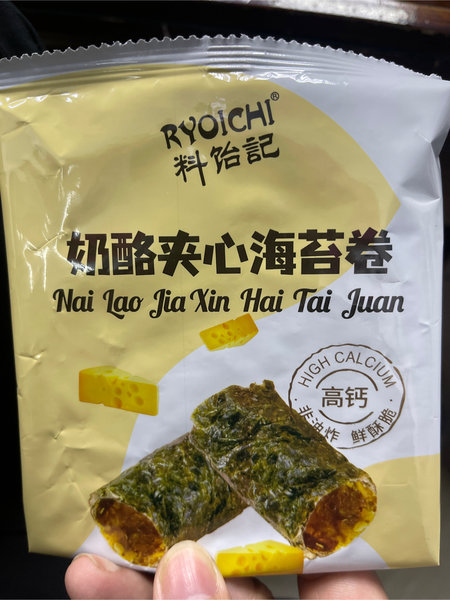 RYOICHI®
料饴記
奶酪夹心海苔卷
Nai Lao Jia Xin Hai Tai Juan
HIGH CALCIUM
高钙
非油炸 鲜酥脆